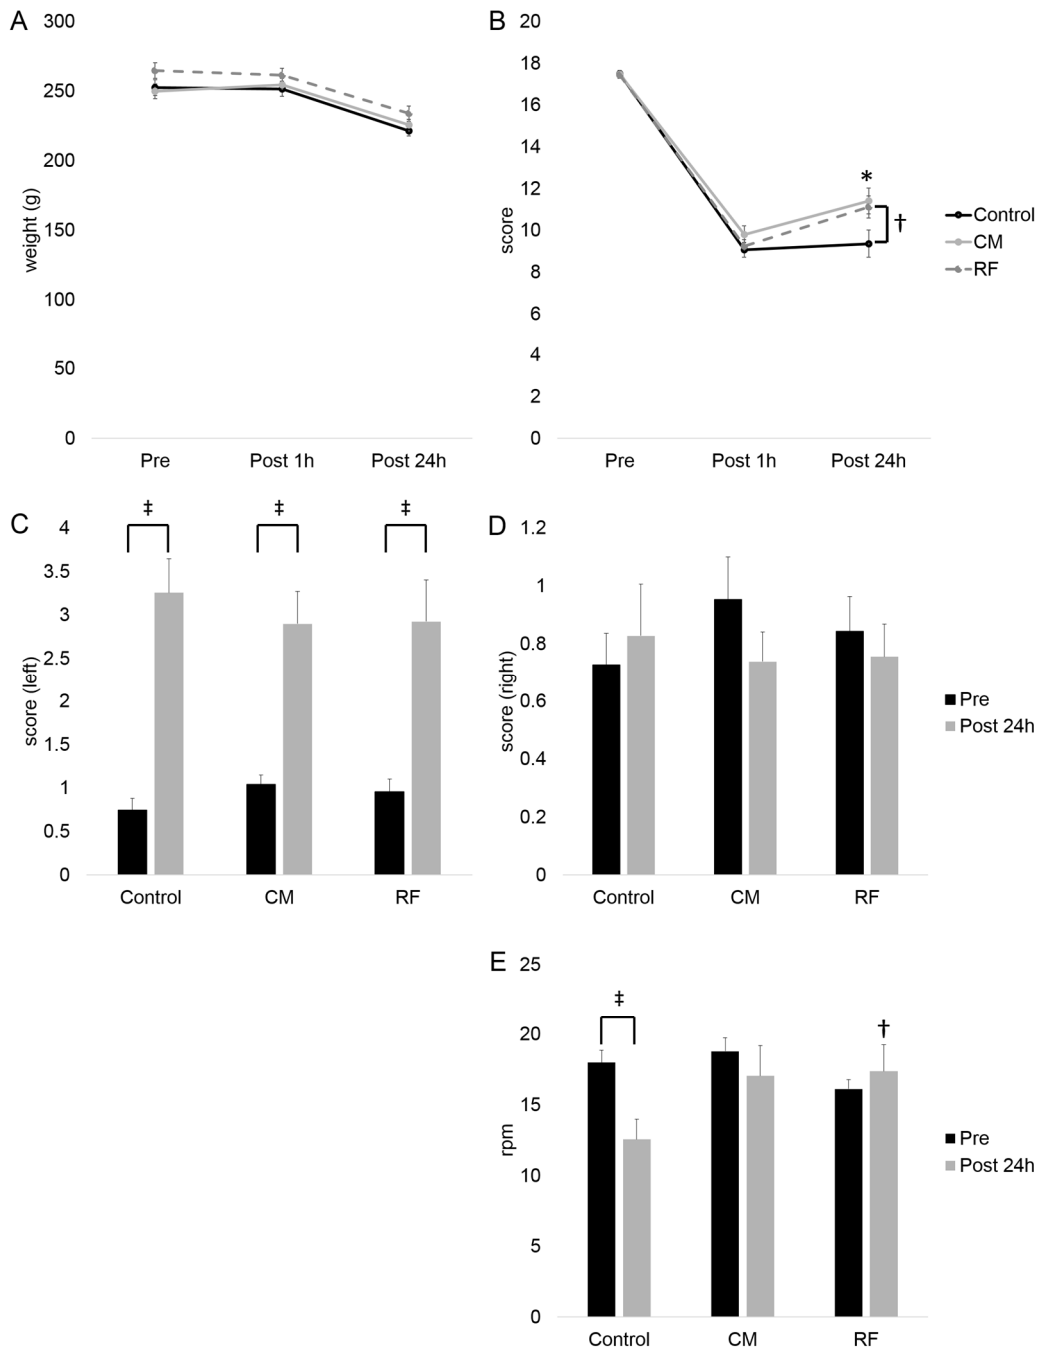 A
300
250
200
150
100
50
0
weight (g)
Pre Post 1h Post 24h
B
20
18
16
14
12
10
8
6
4
2
0
score
*
†
Pre Post 1h Post 24h
Control
CM
RF
C
4
3.5
3
2.5
2
1.5
1
0.5
0
score (left)
‡ ‡ ‡
Control CM RF
D
1.2
1
0.8
0.6
0.4
0.2
0
score (right)
Control CM RF
Pre
Post 24h
E
25
20
15
10
5
0
rpm
‡
†
Control CM RF
Pre
Post 24h